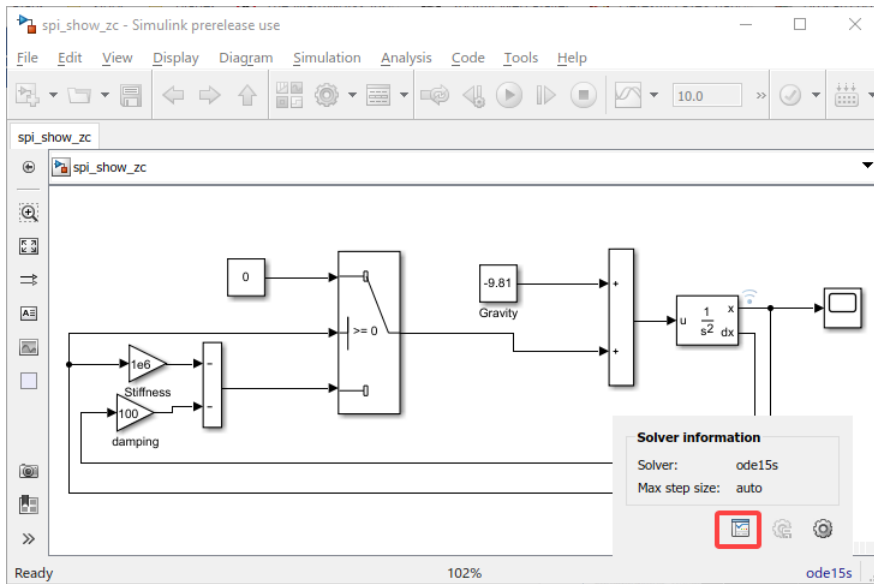 spi_show_zc - Simulink prerelease use
File Edit View Display Diagram Simulation Analysis Code Tools Help
10.0 »
spi_show_zc
spi_show_zc
0
>= 0
-9.81
Gravity
+
+
u 1 x
s2 dx
1e6
Stiffness
-
-
100
damping
Solver information
Solver: ode15s
Max step size: auto
A
»
Ready 102% ode15s